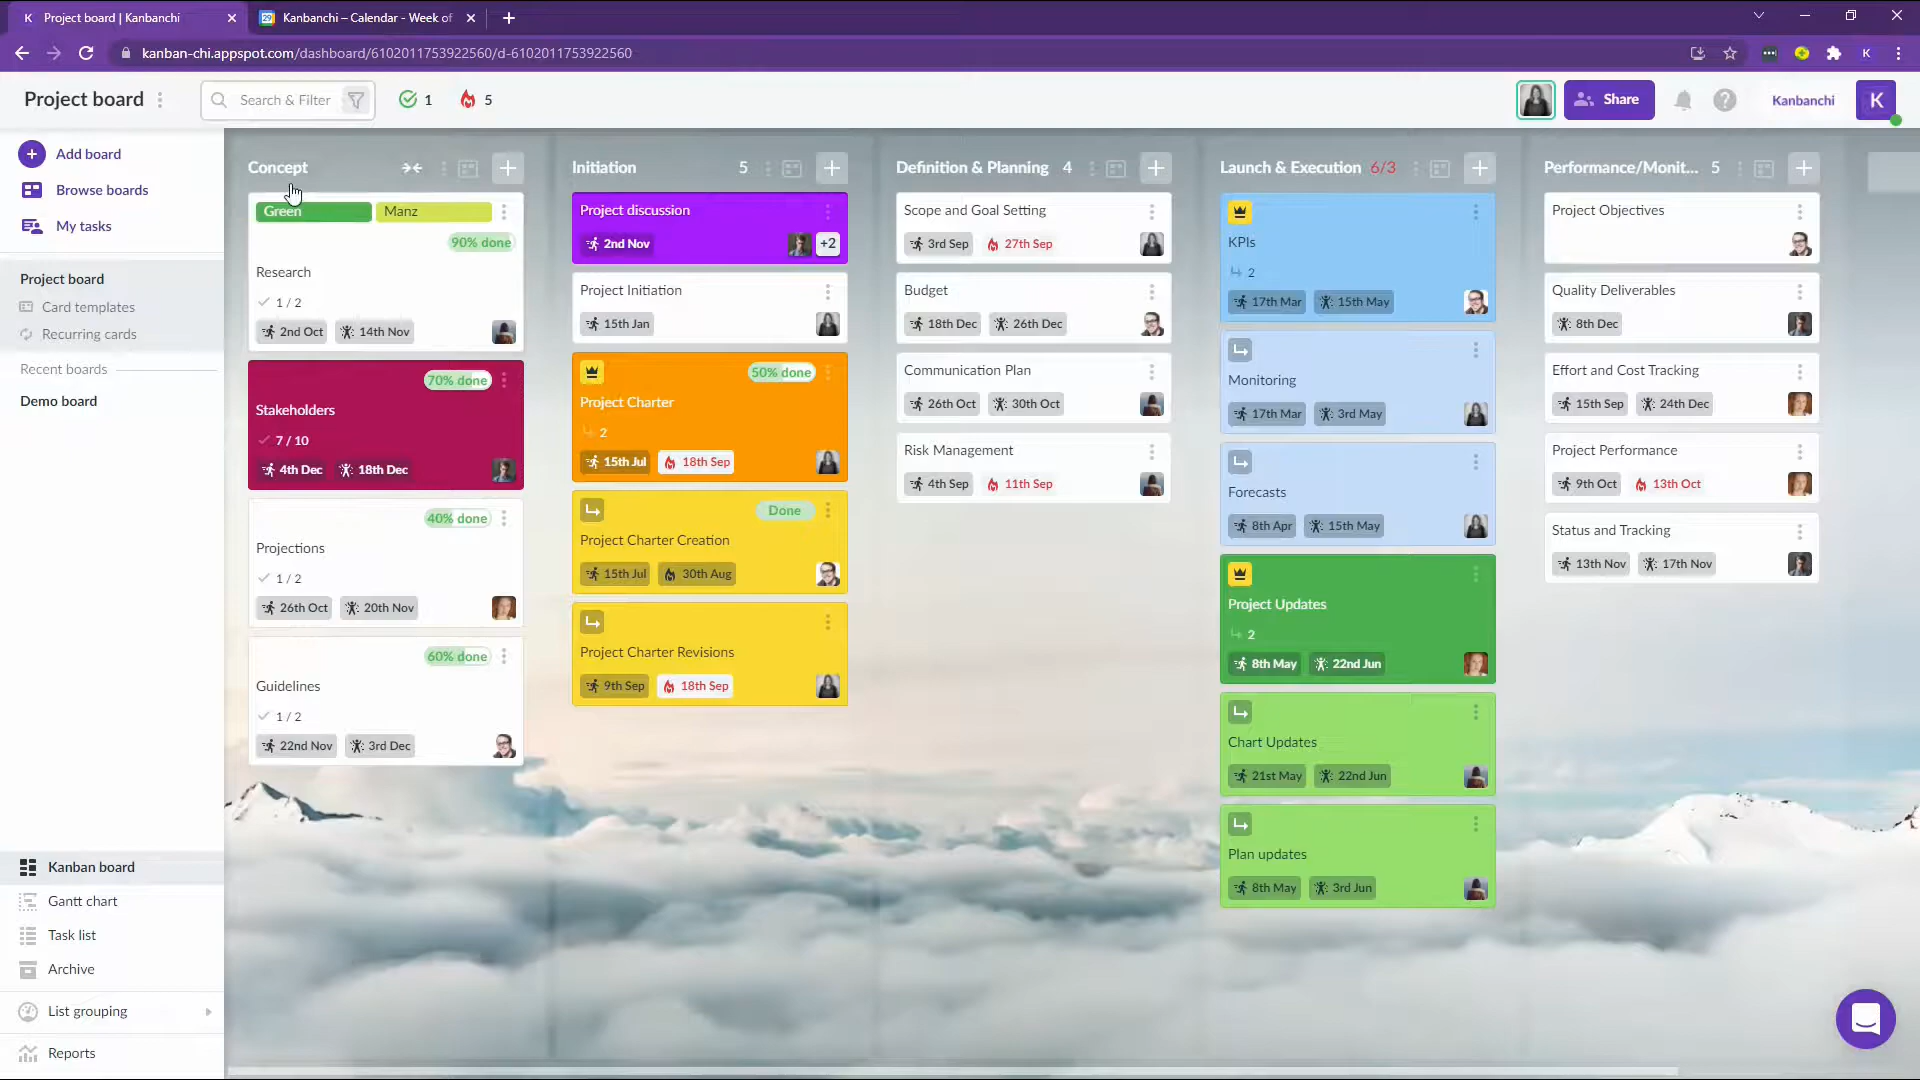 Project board | Kanbanchi
Kanbanchi – Calendar - Week of
kanban-chi.appspot.com/dashboard/6102011753922560/d-6102011753922560
K
Project board
Search & Filter
1
5
Share
Kanbanchi
K
Add board
Browse boards
My tasks
Project board
Card templates
Recurring cards
Recent boards
Demo board
Kanban board
Gantt chart
Task list
Archive
List grouping
Reports
Concept
Green
Manz
90% done
Research
1 / 2
2nd Oct
14th Nov
70% done
Stakeholders
7 / 10
4th Dec
18th Dec
40% done
Projections
1 / 2
26th Oct
20th Nov
60% done
Guidelines
1 / 2
22nd Nov
3rd Dec
Initiation
5
Project discussion
2nd Nov
+2
Project Initiation
15th Jan
50% done
Project Charter
2
15th Jul
18th Sep
Done
Project Charter Creation
15th Jul
30th Aug
Project Charter Revisions
9th Sep
18th Sep
Definition & Planning
4
Scope and Goal Setting
3rd Sep
27th Sep
Budget
18th Dec
26th Dec
Communication Plan
26th Oct
30th Oct
Risk Management
4th Sep
11th Sep
Launch & Execution
6/3
KPIs
2
17th Mar
15th May
Monitoring
17th Mar
3rd May
Forecasts
8th Apr
15th May
Project Updates
2
8th May
22nd Jun
Chart Updates
21st May
22nd Jun
Plan updates
8th May
3rd Jun
Performance/Monit...
5
Project Objectives
Quality Deliverables
8th Dec
Effort and Cost Tracking
15th Sep
24th Dec
Project Performance
9th Oct
13th Oct
Status and Tracking
13th Nov
17th Nov